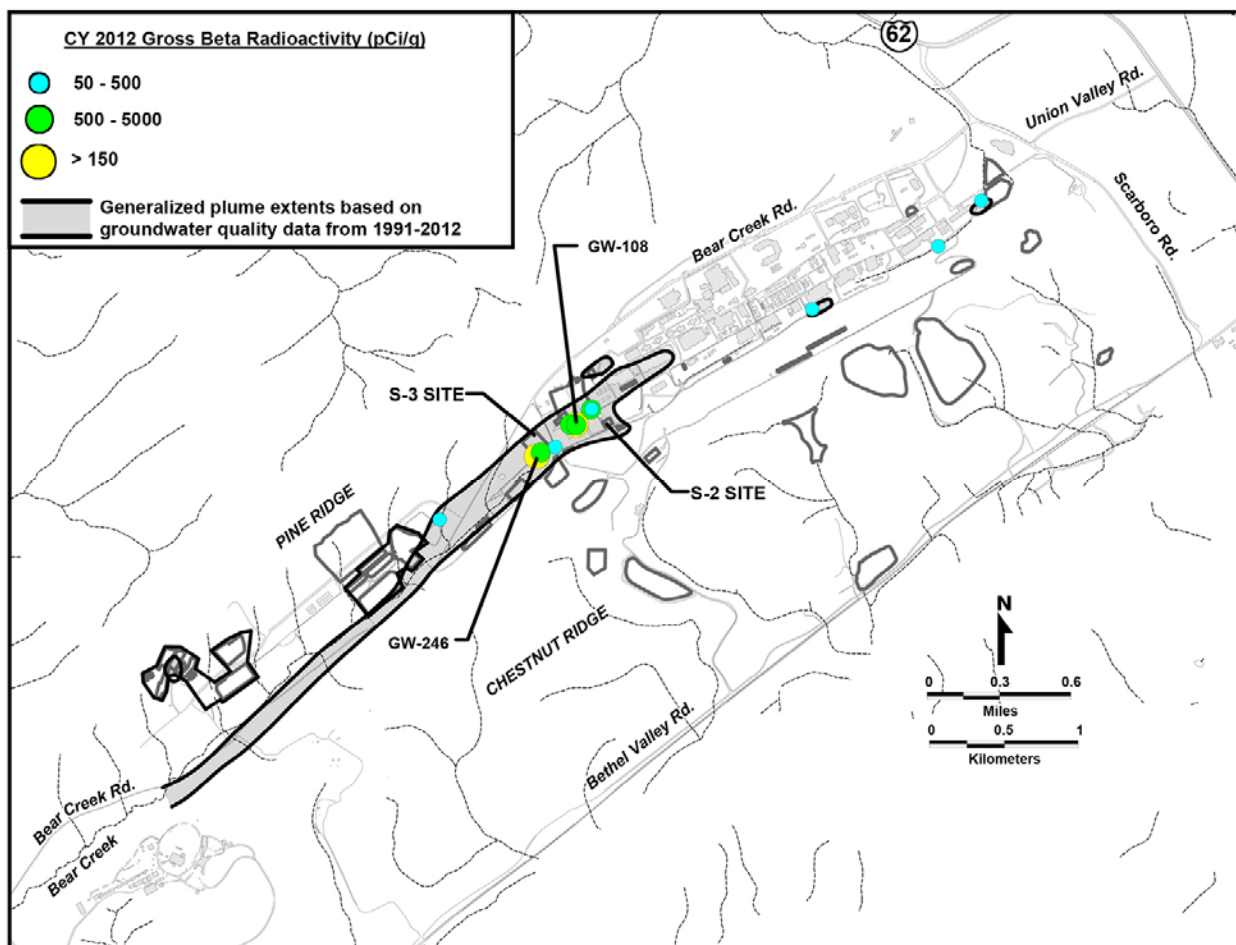 CY 2012 Gross Beta Radioactivity (pCi/g)
50 - 500
500 - 5000
> 150
Generalized plume extents based on
groundwater quality data from 1991-2012
62
Union Valley Rd.
Scarboro Rd.
Bear Creek Rd.
GW-108
S-3 SITE
S-2 SITE
PINE RIDGE
GW-246
CHESTNUT RIDGE
Bethel Valley Rd.
N
0 0.3 0.6
Miles
0 0.5 1
Kilometers
Bear Creek Rd.
Bear Creek